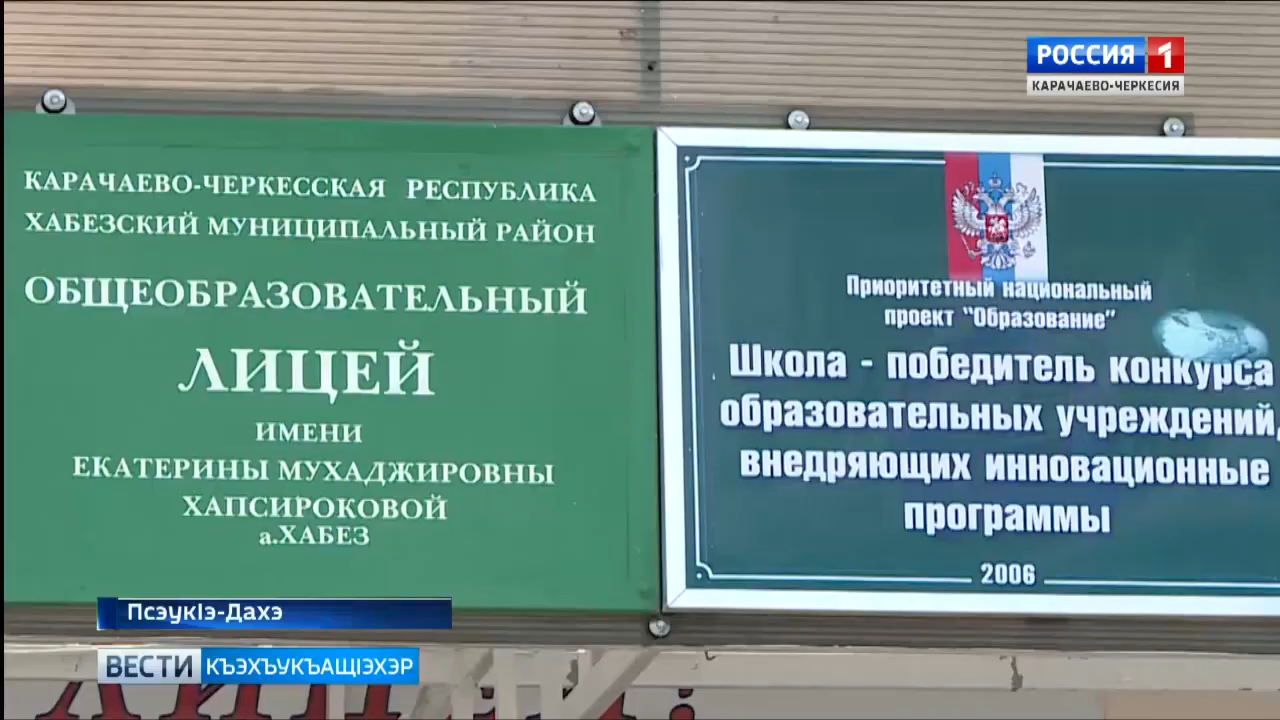 РОССИЯ 1
КАРАЧАЕВО-ЧЕРКЕСИЯ
КАРАЧАЕВО-ЧЕРКЕССКАЯ РЕСПУБЛИКА
ХАБЕЗСКИЙ МУНИЦИПАЛЬНЫЙ РАЙОН
ОБЩЕОБРАЗОВАТЕЛЬНЫЙ
ЛИЦЕЙ
ИМЕНИ
ЕКАТЕРИНЫ МУХАДЖИРОВНЫ
ХАПСИРОКОВОЙ
а.ХАБЕЗ
Приоритетный национальный
проект "Образование"
Школа - победитель конкурса
образовательных учреждений,
внедряющих инновационные
программы
2006
ПсэукIэ-Дахэ
ВЕСТИ КЪЭХЪУКЪАЩIЭХЭР